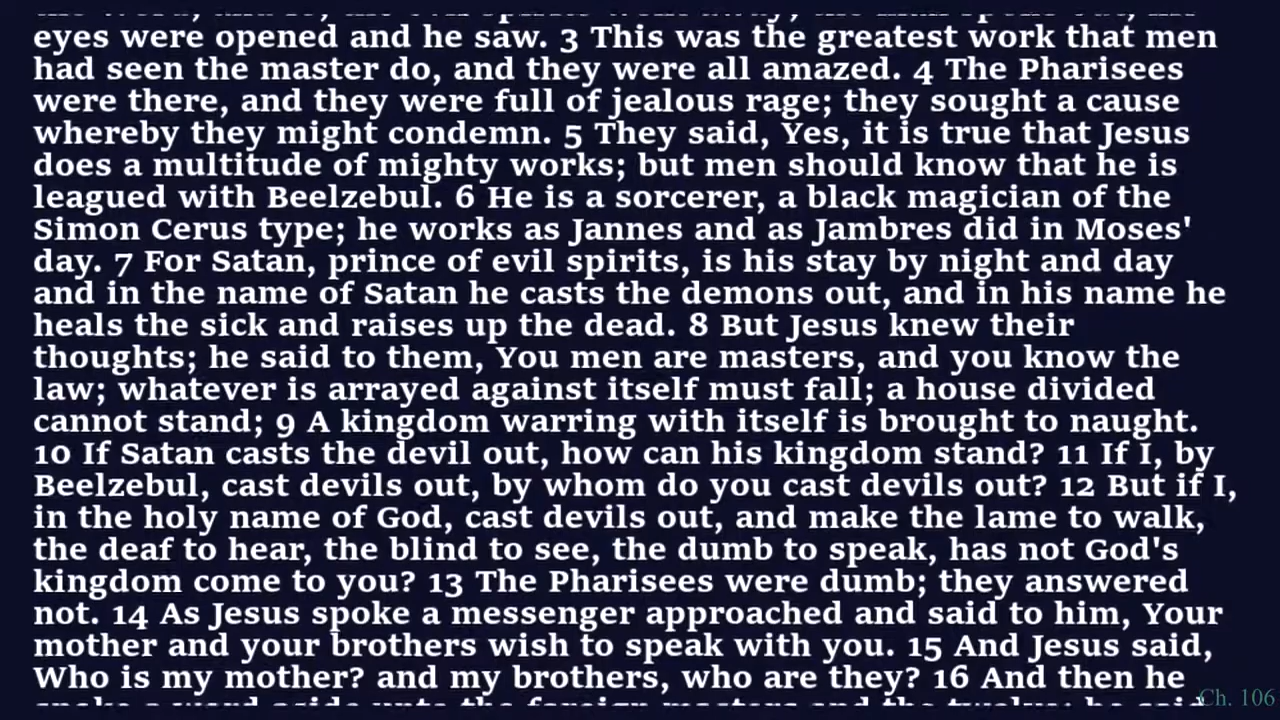 eyes were opened and he saw. 3 This was the greatest work that men
had seen the master do, and they were all amazed. 4 The Pharisees
were there, and they were full of jealous rage; they sought a cause
whereby they might condemn. 5 They said, Yes, it is true that Jesus
does a multitude of mighty works; but men should know that he is
leagued with Beelzebul. 6 He is a sorcerer, a black magician of the
Simon Cerus type; he works as Jannes and as Jambres did in Moses'
day. 7 For Satan, prince of evil spirits, is his stay by night and day
and in the name of Satan he casts the demons out, and in his name he
heals the sick and raises up the dead. 8 But Jesus knew their
thoughts; he said to them, You men are masters, and you know the
law; whatever is arrayed against itself must fall; a house divided
cannot stand; 9 A kingdom warring with itself is brought to naught.
10 If Satan casts the devil out, how can his kingdom stand? 11 If I, by
Beelzebul, cast devils out, by whom do you cast devils out? 12 But if I,
in the holy name of God, cast devils out, and make the lame to walk,
the deaf to hear, the blind to see, the dumb to speak, has not God's
kingdom come to you? 13 The Pharisees were dumb; they answered
not. 14 As Jesus spoke a messenger approached and said to him, Your
mother and your brothers wish to speak with you. 15 And Jesus said,
Who is my mother? and my brothers, who are they? 16 And then he
Ch. 106